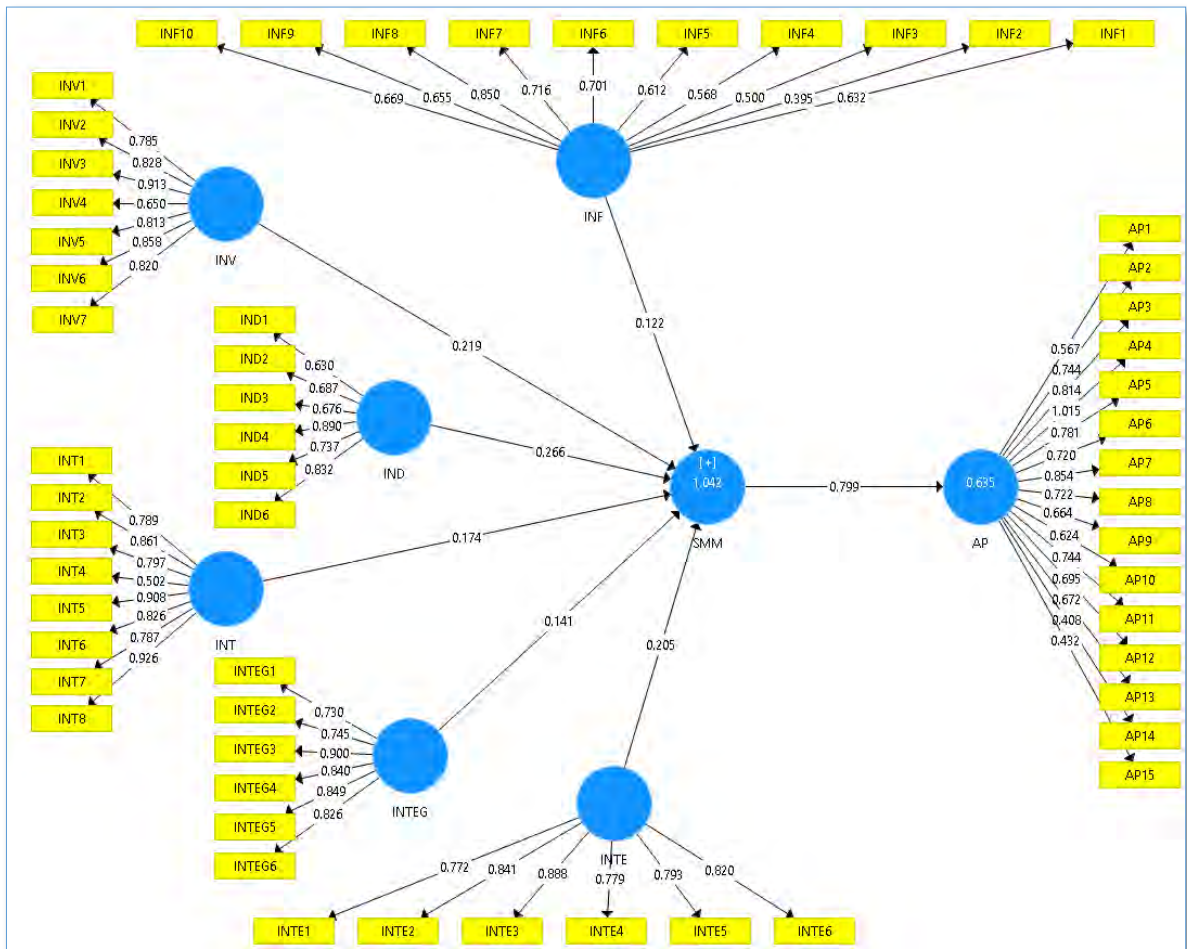 INF10 INF9 INF8 INF7 INF6 INF5 INF4 INF3 INF2 INF1
0.669 0.655 0.850 0.716 0.701 0.612 0.568 0.500 0.395 0.632
INF
INV1
INV2
INV3
INV4
INV5
INV6
INV7
0.785
0.828
0.913
0.650
0.813
0.858
0.820
INV
0.219
0.122
IND1
IND2
IND3
IND4
IND5
IND6
0.630
0.687
0.676
0.890
0.737
0.832
IND
0.266
INT1
INT2
INT3
INT4
INT5
INT6
INT7
INT8
0.789
0.861
0.797
0.502
0.908
0.826
0.787
0.926
INT
0.174
[+]
1.042
SMM
0.799
0.635
AP
AP1
AP2
AP3
AP4
AP5
AP6
AP7
AP8
AP9
AP10
AP11
AP12
AP13
AP14
AP15
0.567
0.744
0.814
1.015
0.781
0.720
0.854
0.722
0.664
0.624
0.744
0.695
0.672
0.408
0.432
INTEG1
INTEG2
INTEG3
INTEG4
INTEG5
INTEG6
0.730
0.745
0.900
0.840
0.849
0.826
INTEG
0.141
0.205
INTE
0.772 0.841 0.888 0.779 0.793 0.820
INTE1 INTE2 INTE3 INTE4 INTE5 INTE6